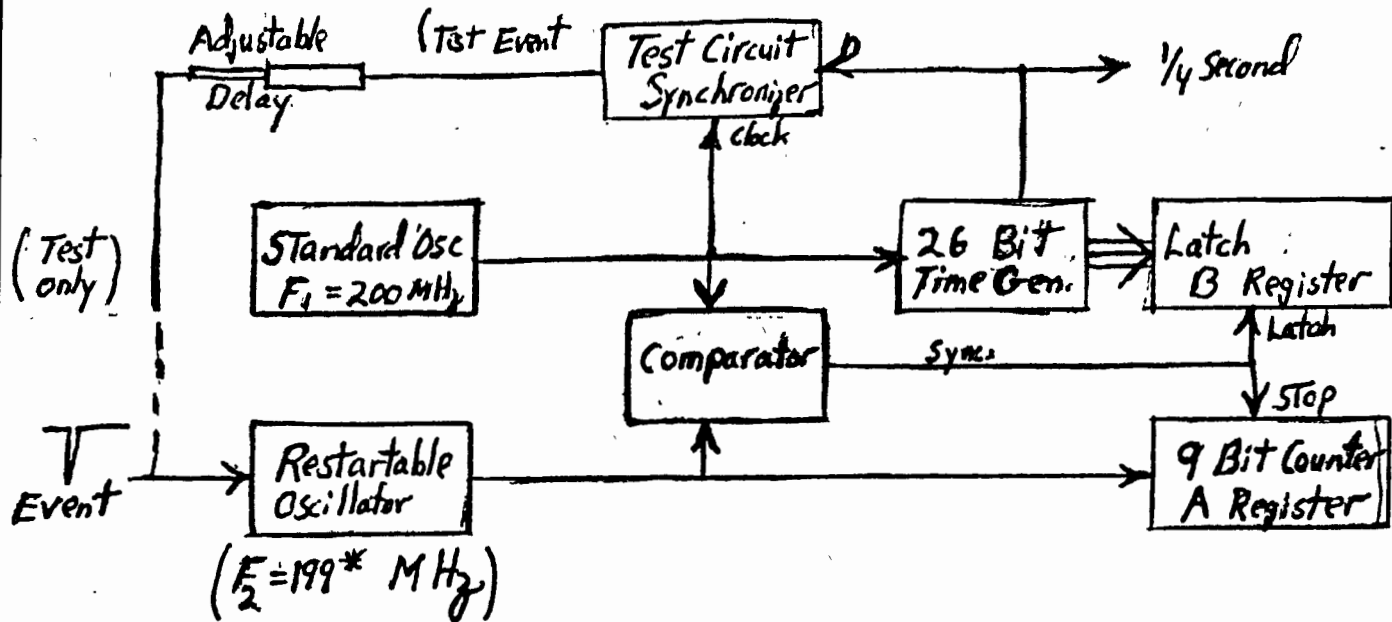 Adjustable
Delay.
(Test Event
Test Circuit
Synchronizer
D
1/4 Second
Clock
(Test
only)
Standard Osc
F1 = 200 MHz
26 Bit
Time Gen.
Latch
B Register
Latch
Comparator
Sync.
Stop
Event
Restartable
Oscillator
(F2=199* MHz)
9 Bit Counter
A Register